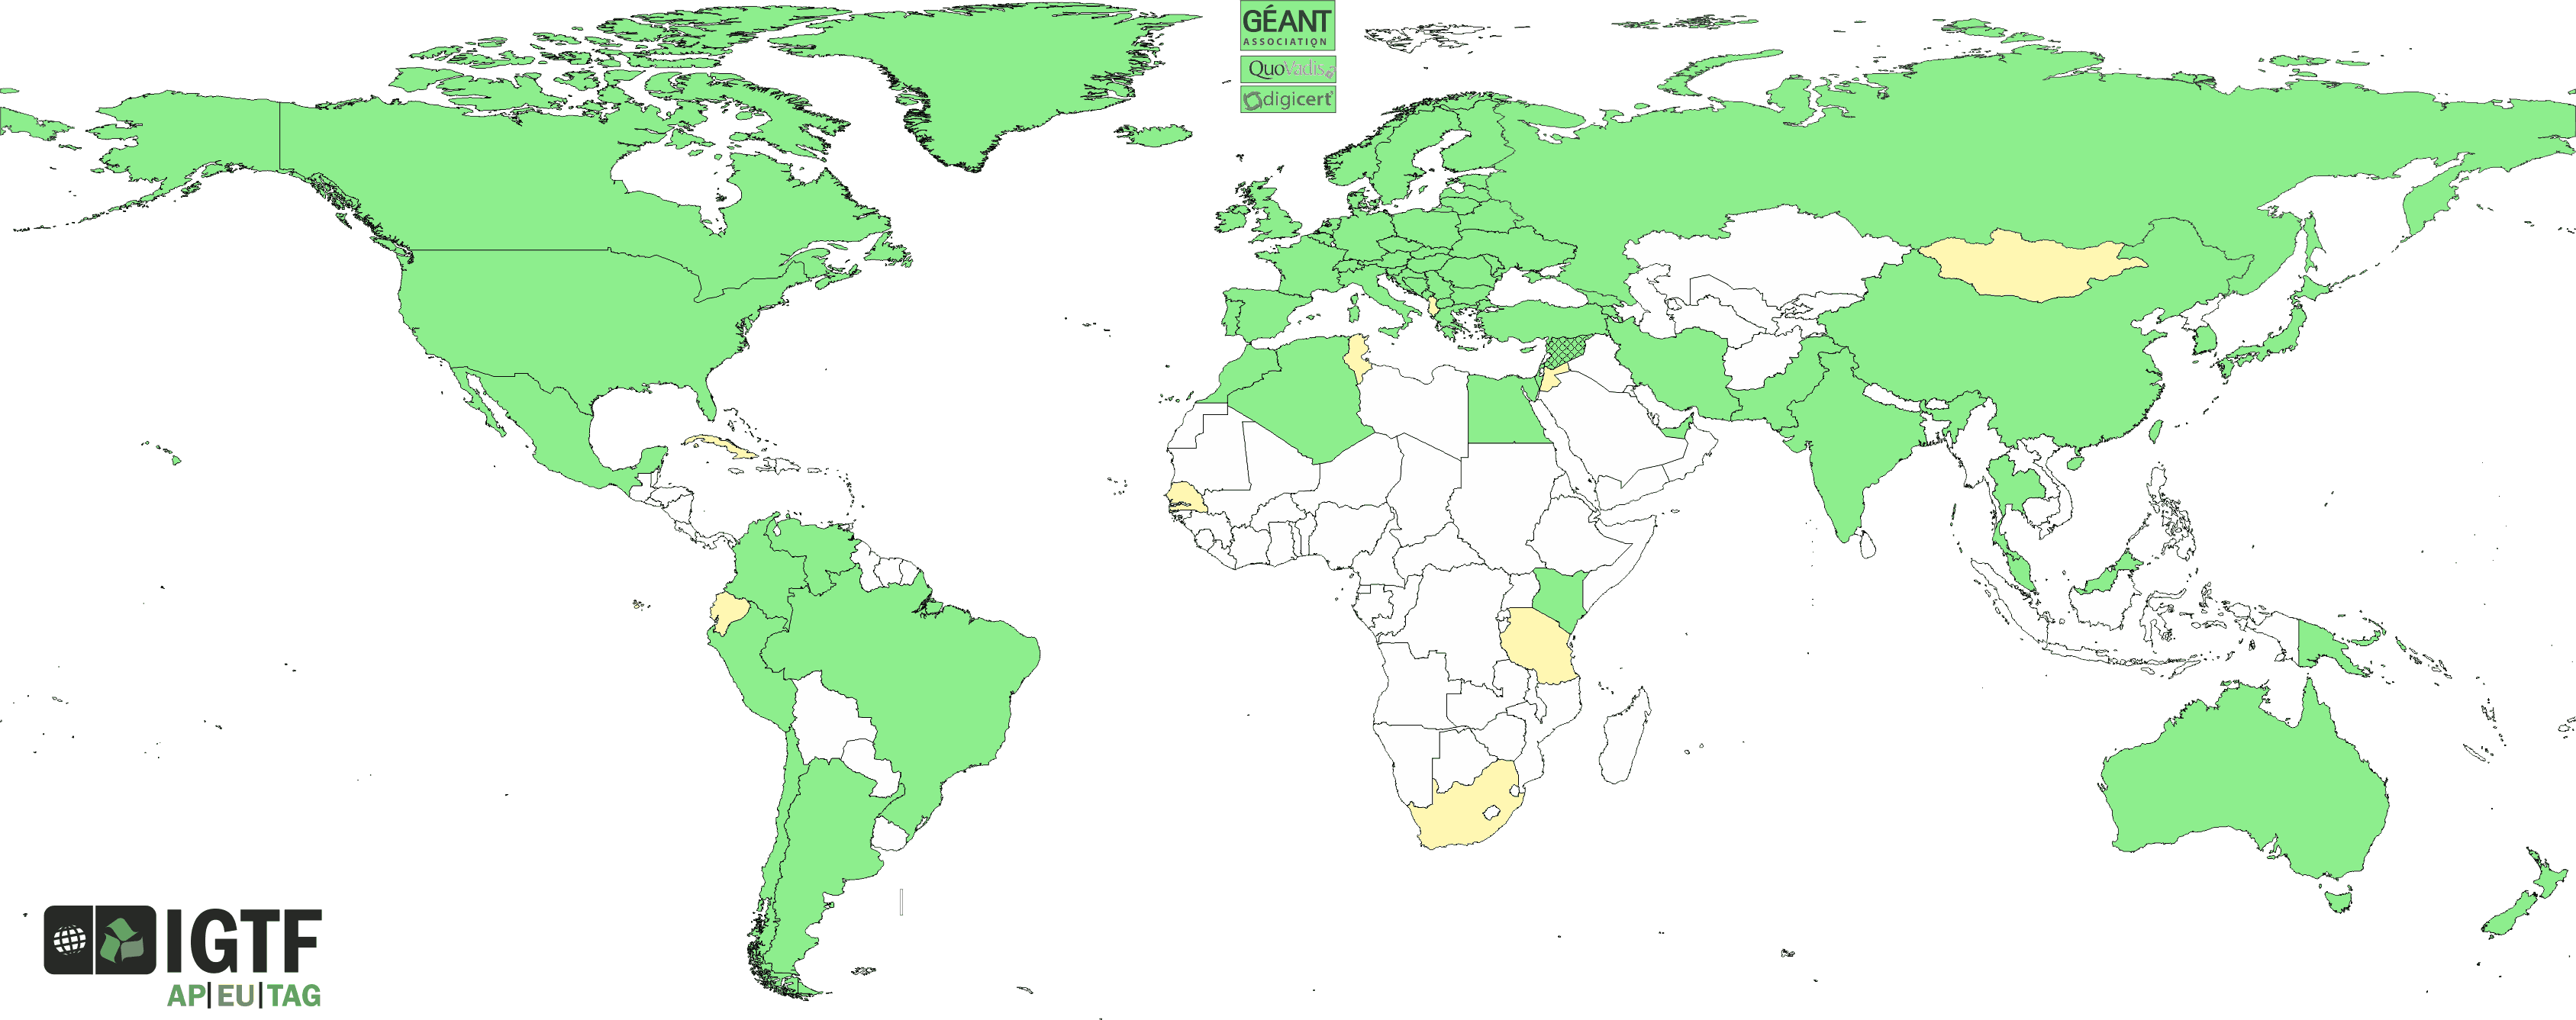 GÉANT
ASSOCIATION
QuoVadis
digicert
IGTF
AP|EU|TAG